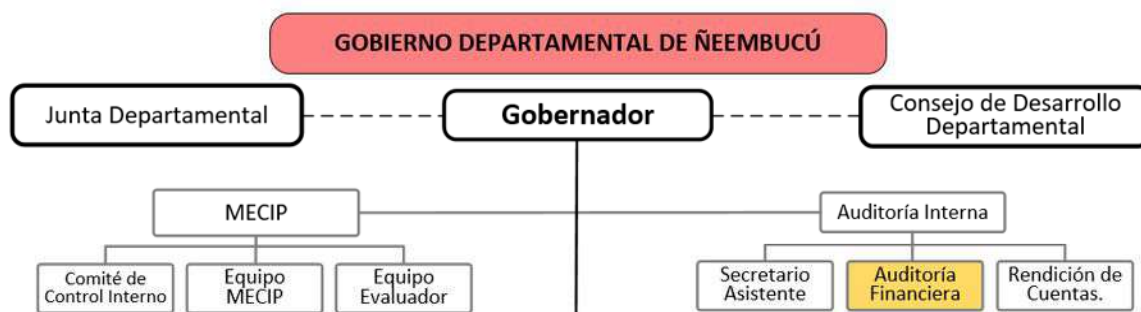 GOBIERNO DEPARTAMENTAL DE ÑEEMBUCÚ
Junta Departamental
Gobernador
Consejo de Desarrollo
Departamental
MECIP
Auditoría Interna
Comité de
Control Interno
Equipo
MECIP
Equipo
Evaluador
Secretario
Asistente
Auditoría
Financiera
Rendición de
Cuentas.